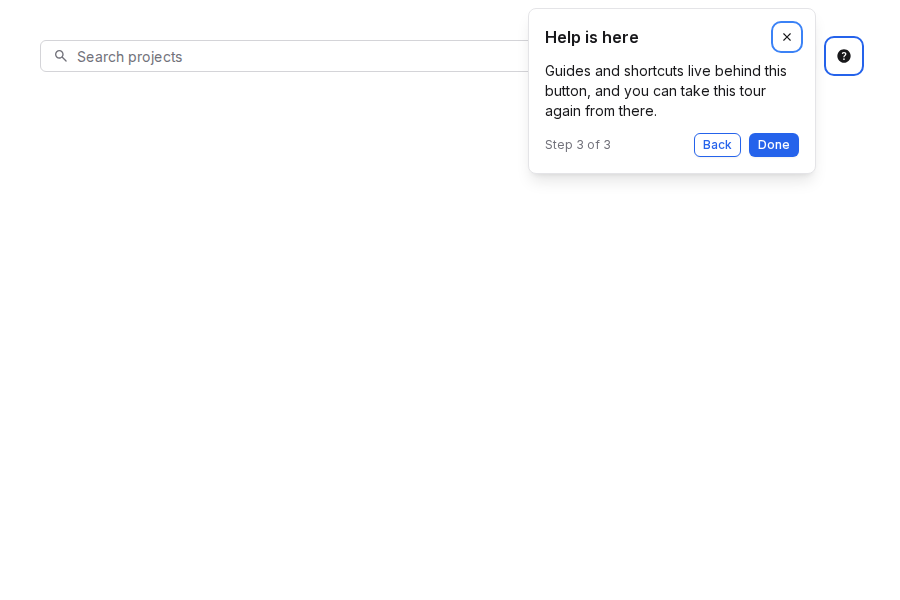 Search projects
Help is here
Guides and shortcuts live behind this
button, and you can take this tour
again from there.
Step 3 of 3
Back
Done